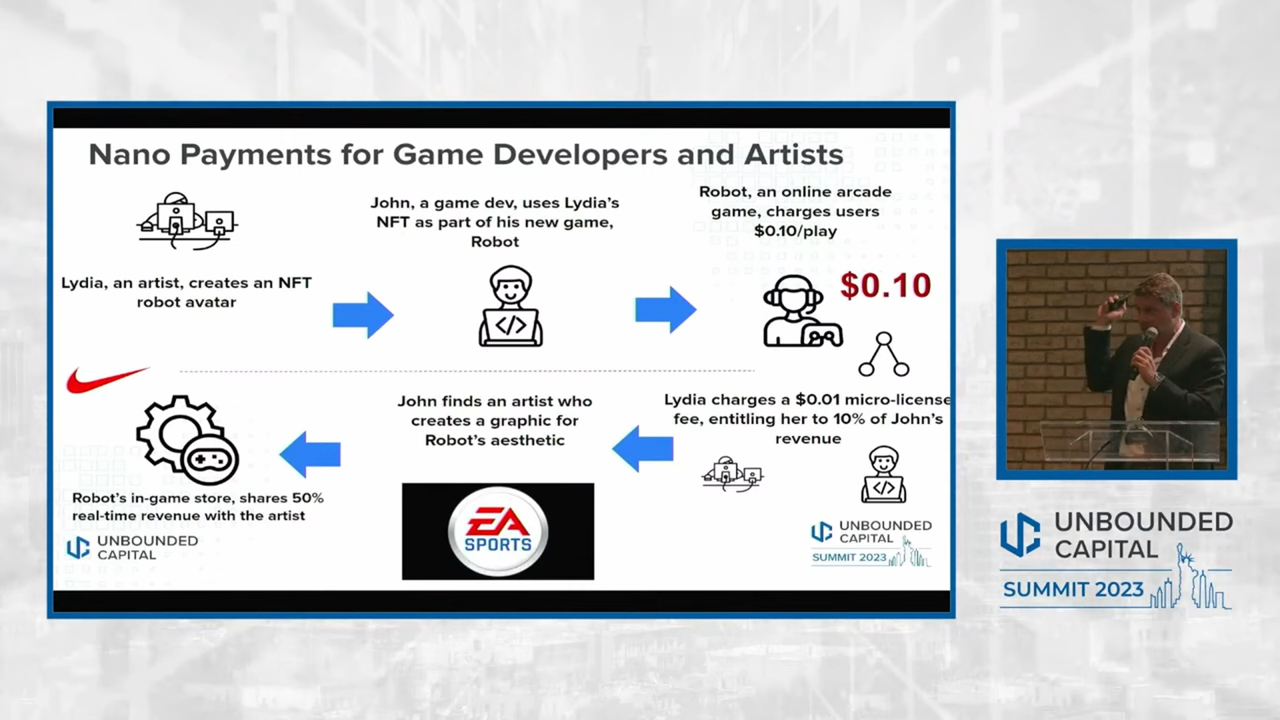 Nano Payments for Game Developers and Artists
Lydia, an artist, creates an NFT
robot avatar
John, a game dev, uses Lydia's
NFT as part of his new game,
Robot
</>
Robot, an online arcade
game, charges users
$0.10/play
$0.10
Lydia charges a $0.01 micro-license
fee, entitling her to 10% of John's
revenue
</>
John finds an artist who
creates a graphic for
Robot's aesthetic
EA
SPORTS
Robot's in-game store, shares 50%
real-time revenue with the artist
UNBOUNDED
CAPITAL
UNBOUNDED
CAPITAL
SUMMIT 2023
UNBOUNDED
CAPITAL
SUMMIT 2023